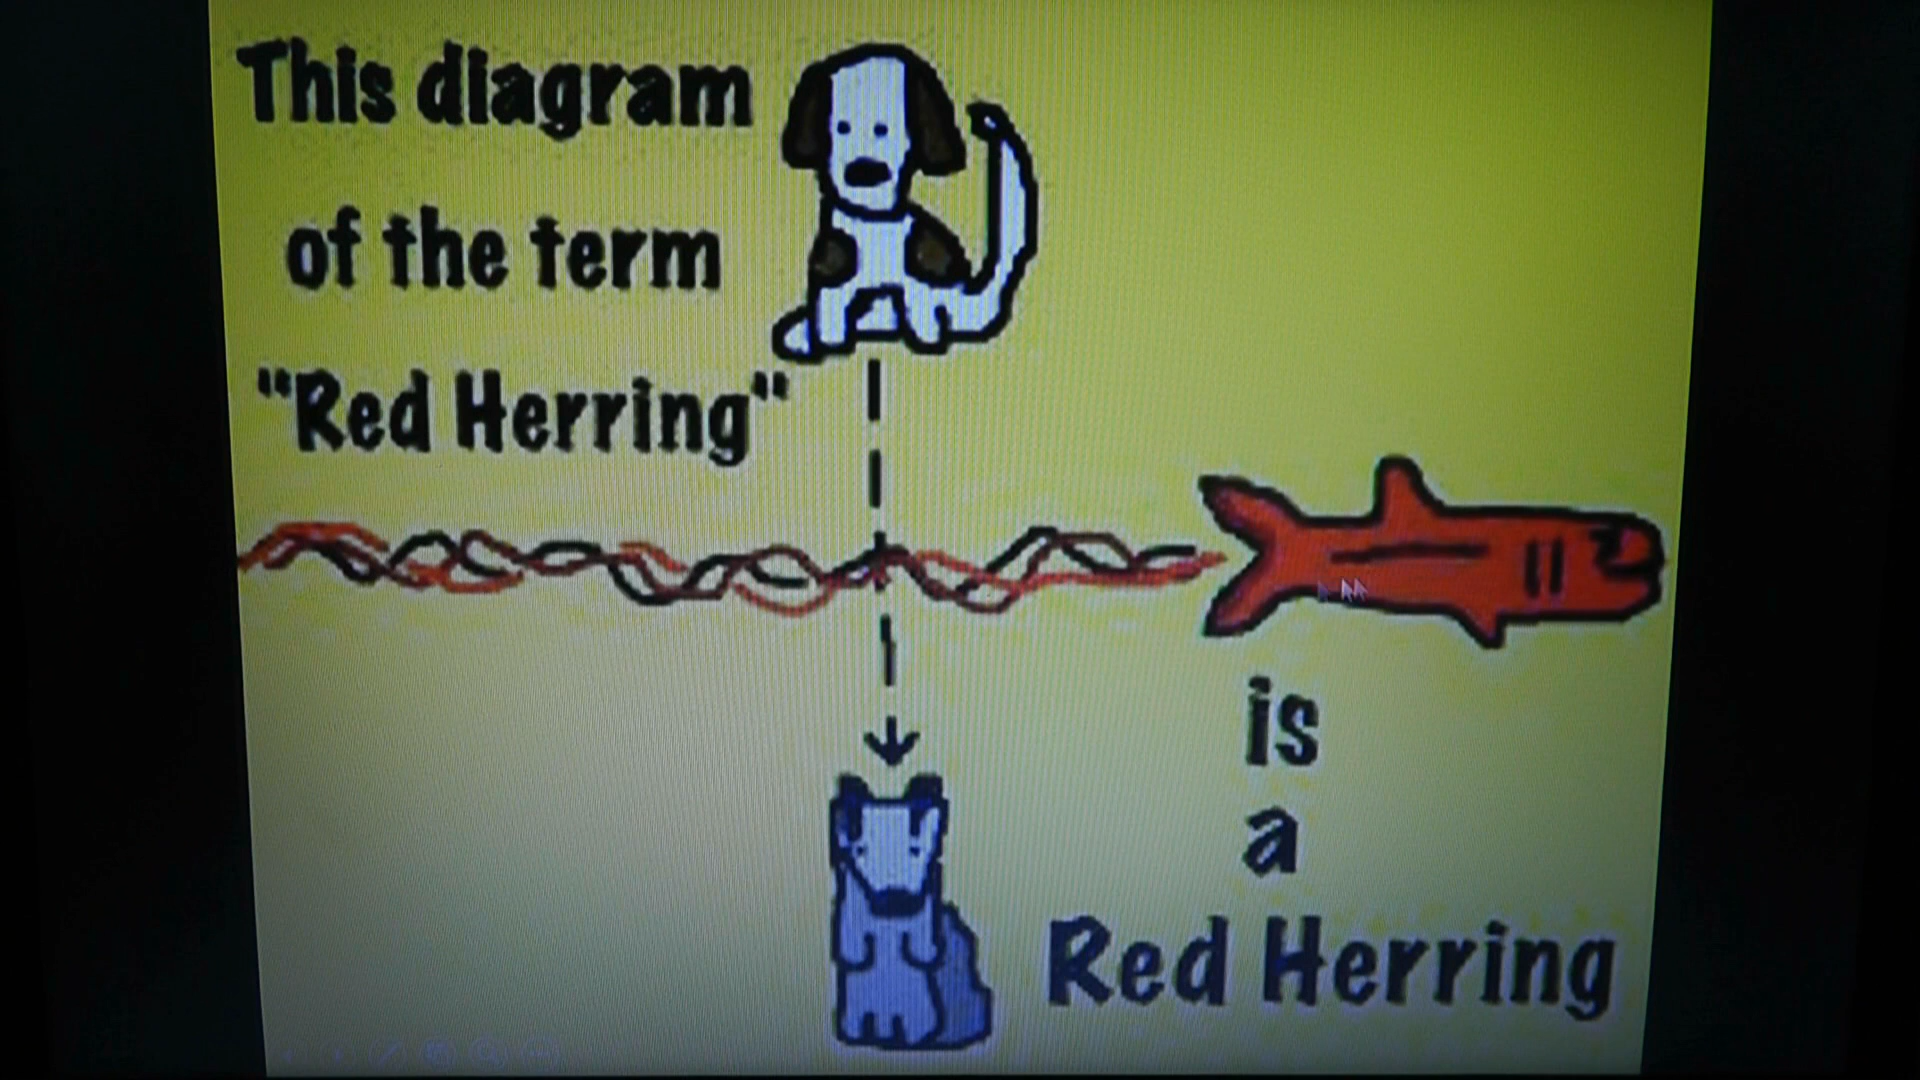 This diagram
of the term
"Red Herring"
is
a
Red Herring